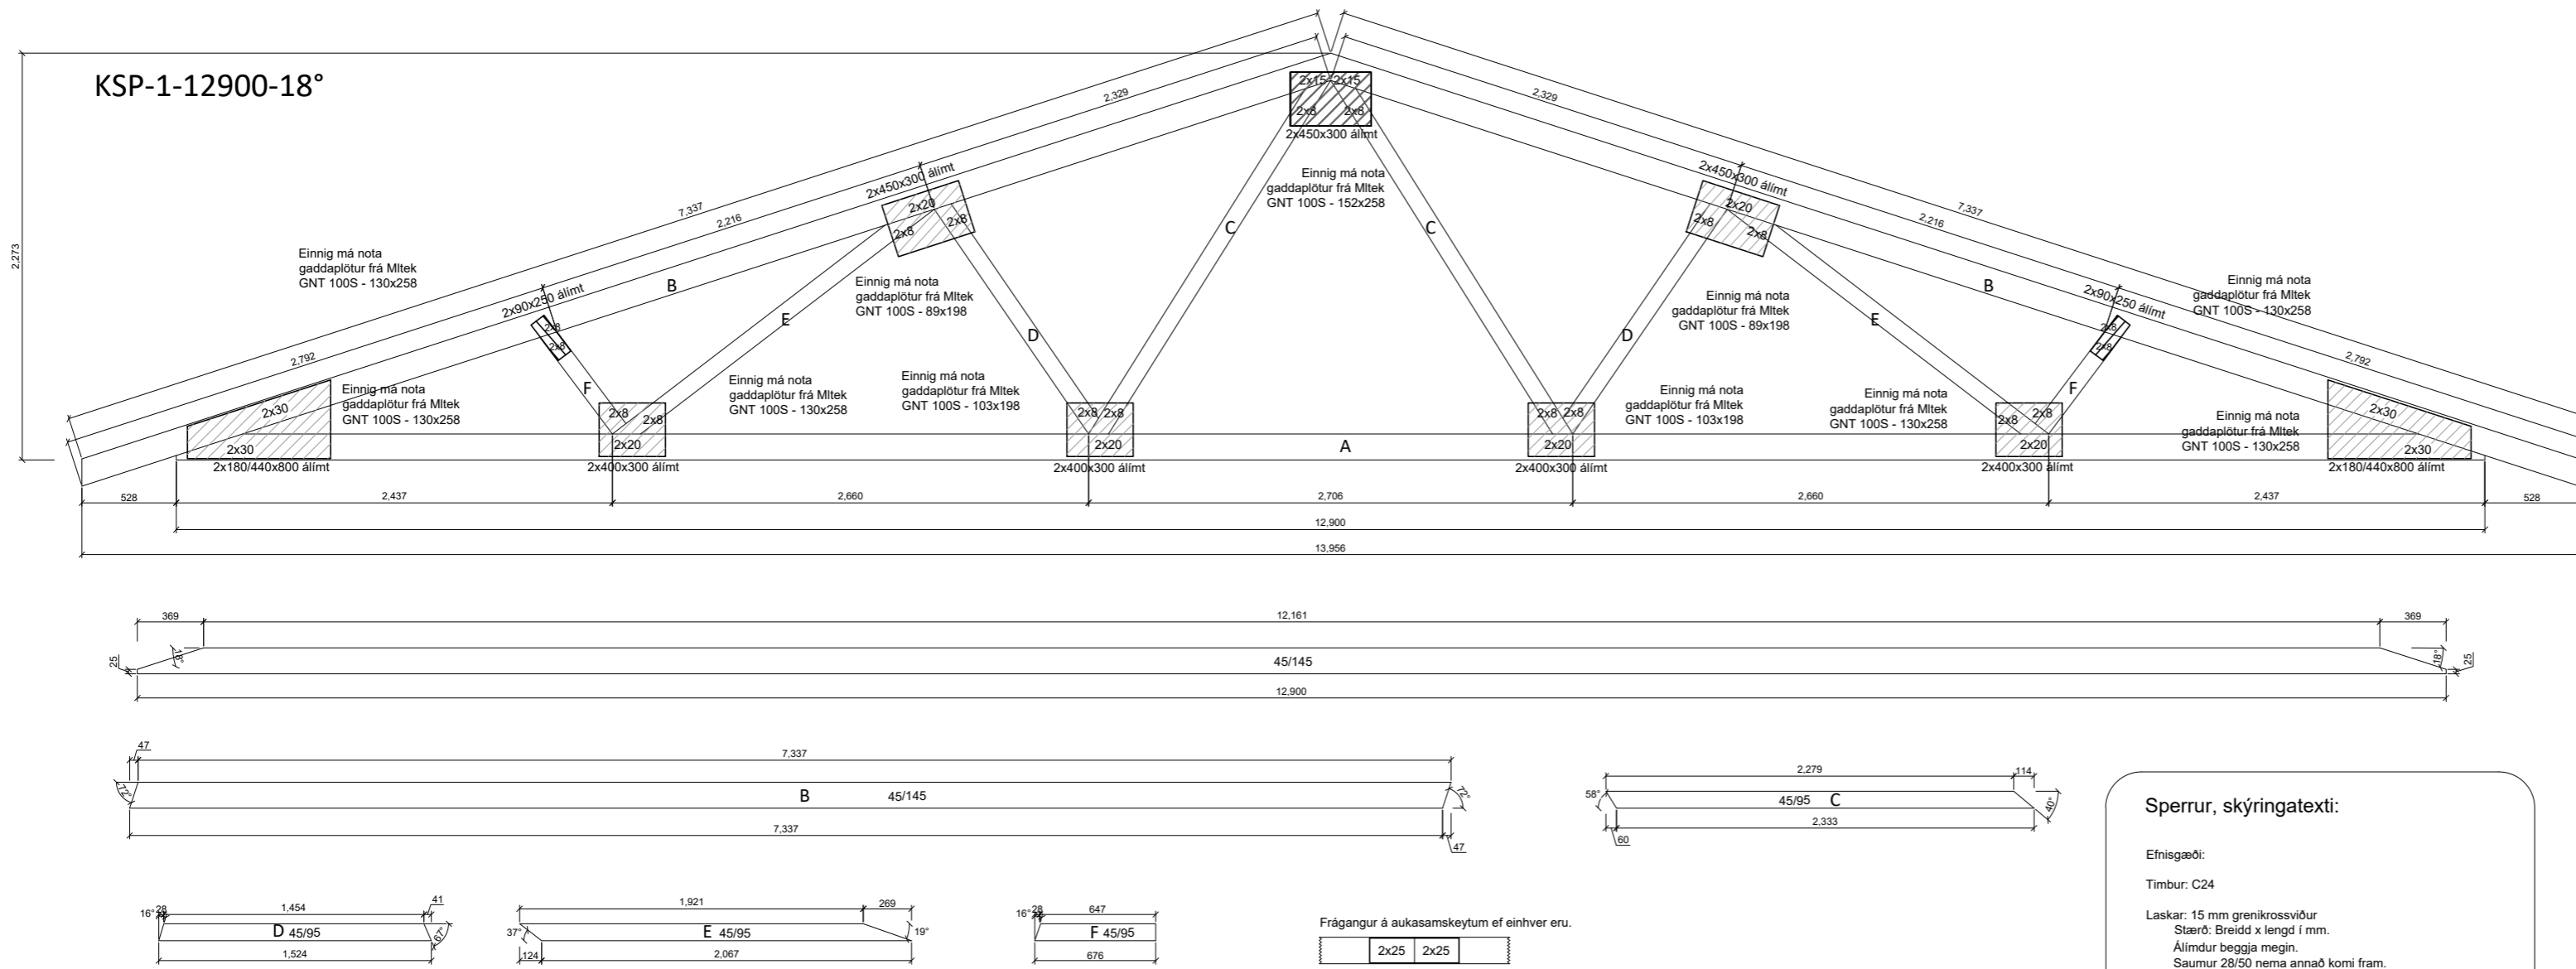 KSP-1-12900-18°
2,273
7,337
2,329
2,216
2,792
2x450x300 álímt
2x90x250 álímt
2x20
2x8
2x8
2x8
2x8
2x15
2x15
2x8
2x8
2x450x300 álímt
Einnig má nota
gaddaplötur frá MItek
GNT 100S - 152x258
2,329
7,337
2,216
2,792
2x450x300 álímt
2x90x250 álímt
2x20
2x8
2x8
2x8
2x8
Einnig má nota
gaddaplötur frá MItek
GNT 100S - 130x258
Einnig má nota
gaddaplötur frá MItek
GNT 100S - 89x198
Einnig má nota
gaddaplötur frá MItek
GNT 100S - 89x198
Einnig má nota
gaddaplötur frá MItek
GNT 100S - 130x258
B
E
D
C
C
D
E
B
F
F
Einnig má nota
gaddaplötur frá MItek
GNT 100S - 130x258
Einnig má nota
gaddaplötur frá MItek
GNT 100S - 130x258
Einnig má nota
gaddaplötur frá MItek
GNT 100S - 103x198
Einnig má nota
gaddaplötur frá MItek
GNT 100S - 103x198
Einnig má nota
gaddaplötur frá MItek
GNT 100S - 130x258
Einnig má nota
gaddaplötur frá MItek
GNT 100S - 130x258
2x30
2x30
2x180/440x800 álímt
2x8
2x8
2x20
2x400x300 álímt
2x8
2x8
2x20
2x400x300 álímt
A
2x8
2x8
2x20
2x400x300 álímt
2x8
2x8
2x20
2x400x300 álímt
2x30
2x30
2x180/440x800 álímt
528
2,437
2,660
2,706
2,660
2,437
528
12,900
13,956
369
12,161
369
25
18°
45/145
18°
25
12,900
47
7,337
72°
B
45/145
72°
7,337
47
2,279
114
58°
45/95
C
40°
60
2,333
16°
28
1,454
41
D
45/95
67°
1,524
1,921
269
37°
E
45/95
19°
124
2,067
16°
28
647
F
45/95
676
Frágangur á aukasamskeytum ef einhver eru.
2x25
2x25
Sperrur, skýringatexti:
Efnisgæði:
Timbur: C24
Laskar: 15 mm grenikrossviður
Stærð: Breidd x lengd í mm.
Álímdur beggja megin.
Saumur 28/50 nema annað komi fram.